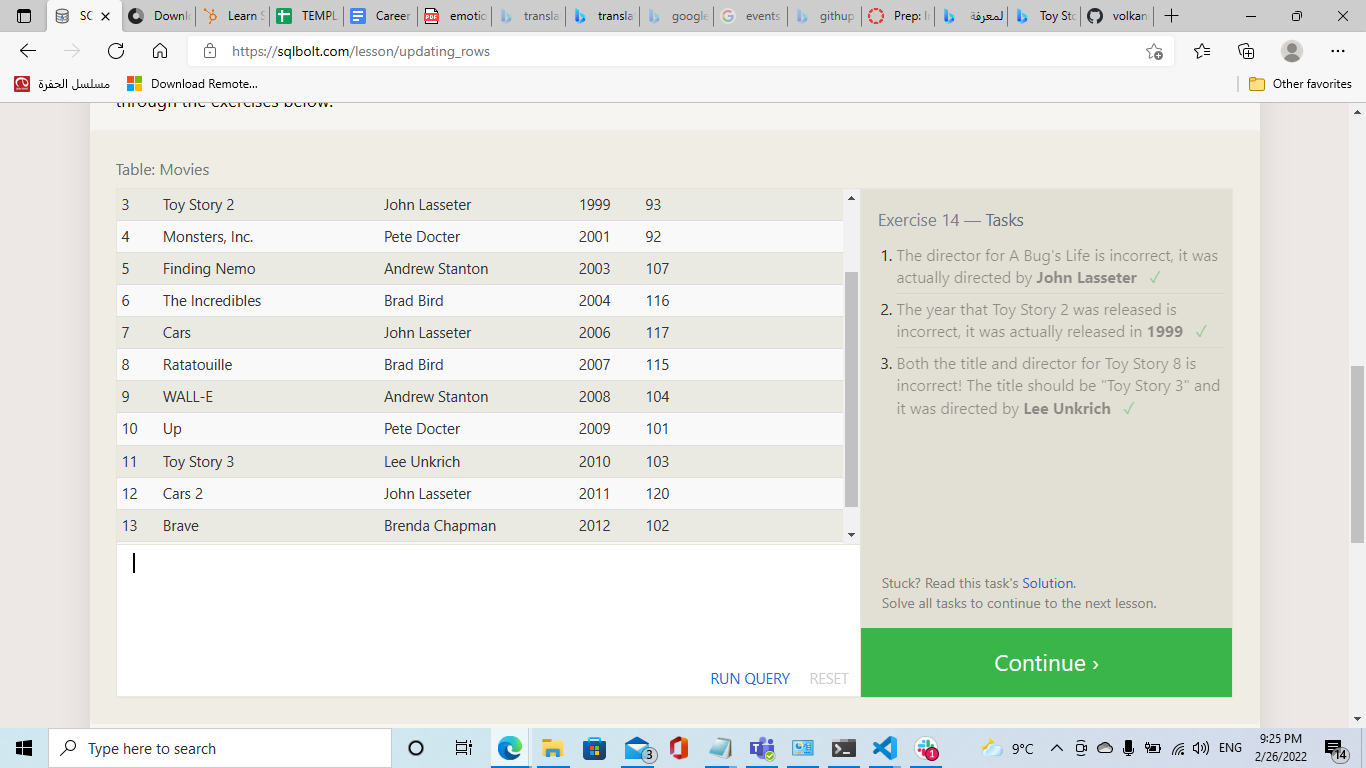 SC
Downl
Learn S
TEMPL
Career
emotio
transla
translat
google
events
githup
Prep: In
لمعرفة
Toy Sto
volkan
https://sqlbolt.com/lesson/updating_rows
مسلسل الحفرة
Download Remote...
Other favorites
through the exercises below.
Table: Movies
3 Toy Story 2 John Lasseter 1999 93
4 Monsters, Inc. Pete Docter 2001 92
5 Finding Nemo Andrew Stanton 2003 107
6 The Incredibles Brad Bird 2004 116
7 Cars John Lasseter 2006 117
8 Ratatouille Brad Bird 2007 115
9 WALL-E Andrew Stanton 2008 104
10 Up Pete Docter 2009 101
11 Toy Story 3 Lee Unkrich 2010 103
12 Cars 2 John Lasseter 2011 120
13 Brave Brenda Chapman 2012 102
RUN QUERY RESET
Exercise 14 — Tasks
1. The director for A Bug's Life is incorrect, it was
actually directed by John Lasseter ✓
2. The year that Toy Story 2 was released is
incorrect, it was actually released in 1999 ✓
3. Both the title and director for Toy Story 8 is
incorrect! The title should be "Toy Story 3" and
it was directed by Lee Unkrich ✓
Stuck? Read this task's Solution.
Solve all tasks to continue to the next lesson.
Continue ›
Type here to search
3
1
9°C
ENG
9:25 PM
2/26/2022
14